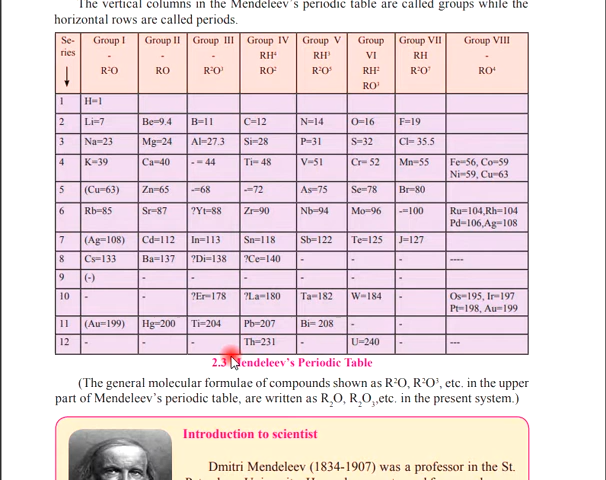 The vertical columns in the Mendeleev's periodic table are called groups while the
horizontal rows are called periods.
Se-ries ↓ | Group I - R²O | Group II - RO | Group III - R²O³ | Group IV RH⁴ RO² | Group V RH³ R²O⁵ | Group VI RH² RO³ | Group VII RH R²O⁷ | Group VIII - RO⁴
1 | H=1
2 | Li=7 | Be=9.4 | B=11 | C=12 | N=14 | O=16 | F=19
3 | Na=23 | Mg=24 | Al=27.3 | Si=28 | P=31 | S=32 | Cl= 35.5
4 | K=39 | Ca=40 | - = 44 | Ti= 48 | V=51 | Cr= 52 | Mn=55 | Fe=56, Co=59 Ni=59, Cu=63
5 | (Cu=63) | Zn=65 | -=68 | -=72 | As=75 | Se=78 | Br=80
6 | Rb=85 | Sr=87 | ?Yt=88 | Zr=90 | Nb=94 | Mo=96 | -=100 | Ru=104,Rh=104 Pd=106,Ag=108
7 | (Ag=108) | Cd=112 | In=113 | Sn=118 | Sb=122 | Te=125 | J=127
8 | Cs=133 | Ba=137 | ?Di=138 | ?Ce=140 | - | - | - | ----
9 | (-) | - | - | - | - | - | -
10 | - | - | ?Er=178 | ?La=180 | Ta=182 | W=184 | - | Os=195, Ir=197 Pt=198, Au=199
11 | (Au=199) | Hg=200 | Ti=204 | Pb=207 | Bi= 208 | - | -
12 | - | - | - | Th=231 | - | U=240 | - | ---
2.3 Mendeleev's Periodic Table
(The general molecular formulae of compounds shown as R²O, R²O³, etc. in the upper
part of Mendeleev's periodic table, are written as R₂O, R₂O₃,etc. in the present system.)
Introduction to scientist
Dmitri Mendeleev (1834-1907) was a professor in the St.